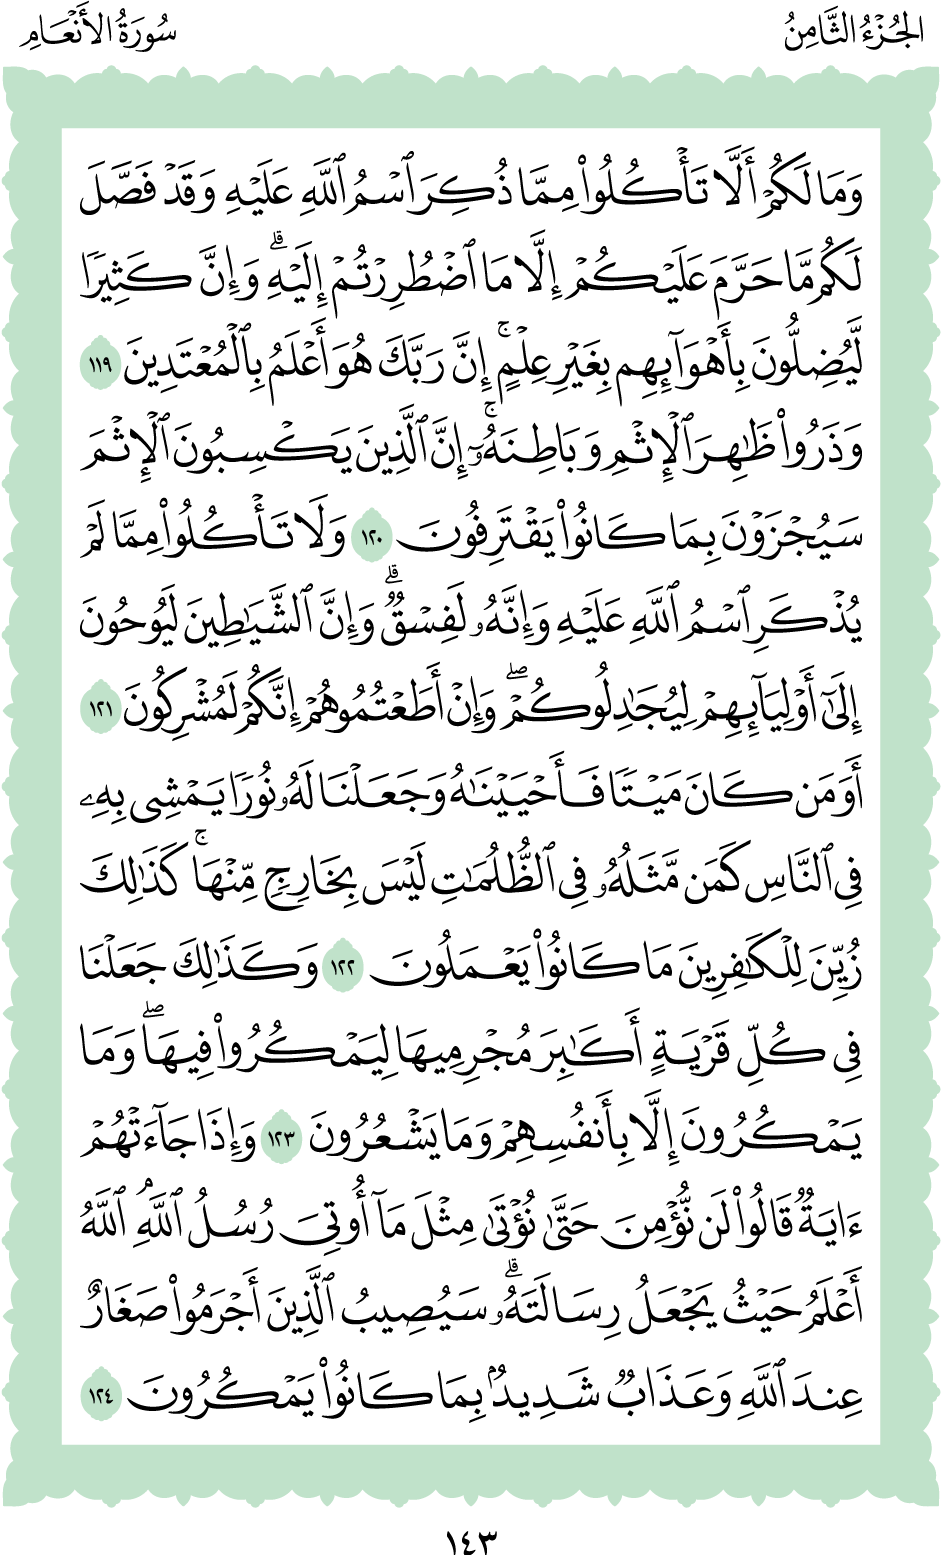 الجُزْءُ الثَّامِنُ
سُورَةُ الأَنْعَامِ
وَمَا لَكُمْ أَلَّا تَأْكُلُوا۟ مِمَّا ذُكِرَ ٱسْمُ ٱللَّهِ عَلَيْهِ وَقَدْ فَصَّلَ
لَكُم مَّا حَرَّمَ عَلَيْكُمْ إِلَّا مَا ٱضْطُرِرْتُمْ إِلَيْهِ ۗ وَإِنَّ كَثِيرًا
لَّيُضِلُّونَ بِأَهْوَآئِهِم بِغَيْرِ عِلْمٍ ۚ إِنَّ رَبَّكَ هُوَ أَعْلَمُ بِٱلْمُعْتَدِينَ ١١٩
وَذَرُوا۟ ظَٰهِرَ ٱلْإِثْمِ وَبَاطِنَهُۥٓ ۚ إِنَّ ٱلَّذِينَ يَكْسِبُونَ ٱلْإِثْمَ
سَيُجْزَوْنَ بِمَا كَانُوا۟ يَقْتَرِفُونَ ١٢٠ وَلَا تَأْكُلُوا۟ مِمَّا لَمْ
يُذْكَرِ ٱسْمُ ٱللَّهِ عَلَيْهِ وَإِنَّهُۥ لَفِسْقٌ ۗ وَإِنَّ ٱلشَّيَٰطِينَ لَيُوحُونَ
إِلَىٰٓ أَوْلِيَآئِهِمْ لِيُجَٰدِلُوكُمْ ۖ وَإِنْ أَطَعْتُمُوهُمْ إِنَّكُمْ لَمُشْرِكُونَ ١٢١
أَوَمَن كَانَ مَيْتًا فَأَحْيَيْنَٰهُ وَجَعَلْنَا لَهُۥ نُورًا يَمْشِى بِهِۦ
فِى ٱلنَّاسِ كَمَن مَّثَلُهُۥ فِى ٱلظُّلُمَٰتِ لَيْسَ بِخَارِجٍ مِّنْهَا ۚ كَذَٰلِكَ
زُيِّنَ لِلْكَٰفِرِينَ مَا كَانُوا۟ يَعْمَلُونَ ١٢٢ وَكَذَٰلِكَ جَعَلْنَا
فِى كُلِّ قَرْيَةٍ أَكَٰبِرَ مُجْرِمِيهَا لِيَمْكُرُوا۟ فِيهَا ۖ وَمَا
يَمْكُرُونَ إِلَّا بِأَنفُسِهِمْ وَمَا يَشْعُرُونَ ١٢٣ وَإِذَا جَآءَتْهُمْ
ءَايَةٌ قَالُوا۟ لَن نُّؤْمِنَ حَتَّىٰ نُؤْتَىٰ مِثْلَ مَآ أُوتِىَ رُسُلُ ٱللَّهِ ۘ ٱللَّهُ
أَعْلَمُ حَيْثُ يَجْعَلُ رِسَالَتَهُۥ ۗ سَيُصِيبُ ٱلَّذِينَ أَجْرَمُوا۟ صَغَارٌ
عِندَ ٱللَّهِ وَعَذَابٌ شَدِيدٌۢ بِمَا كَانُوا۟ يَمْكُرُونَ ١٢٤
١٤٣